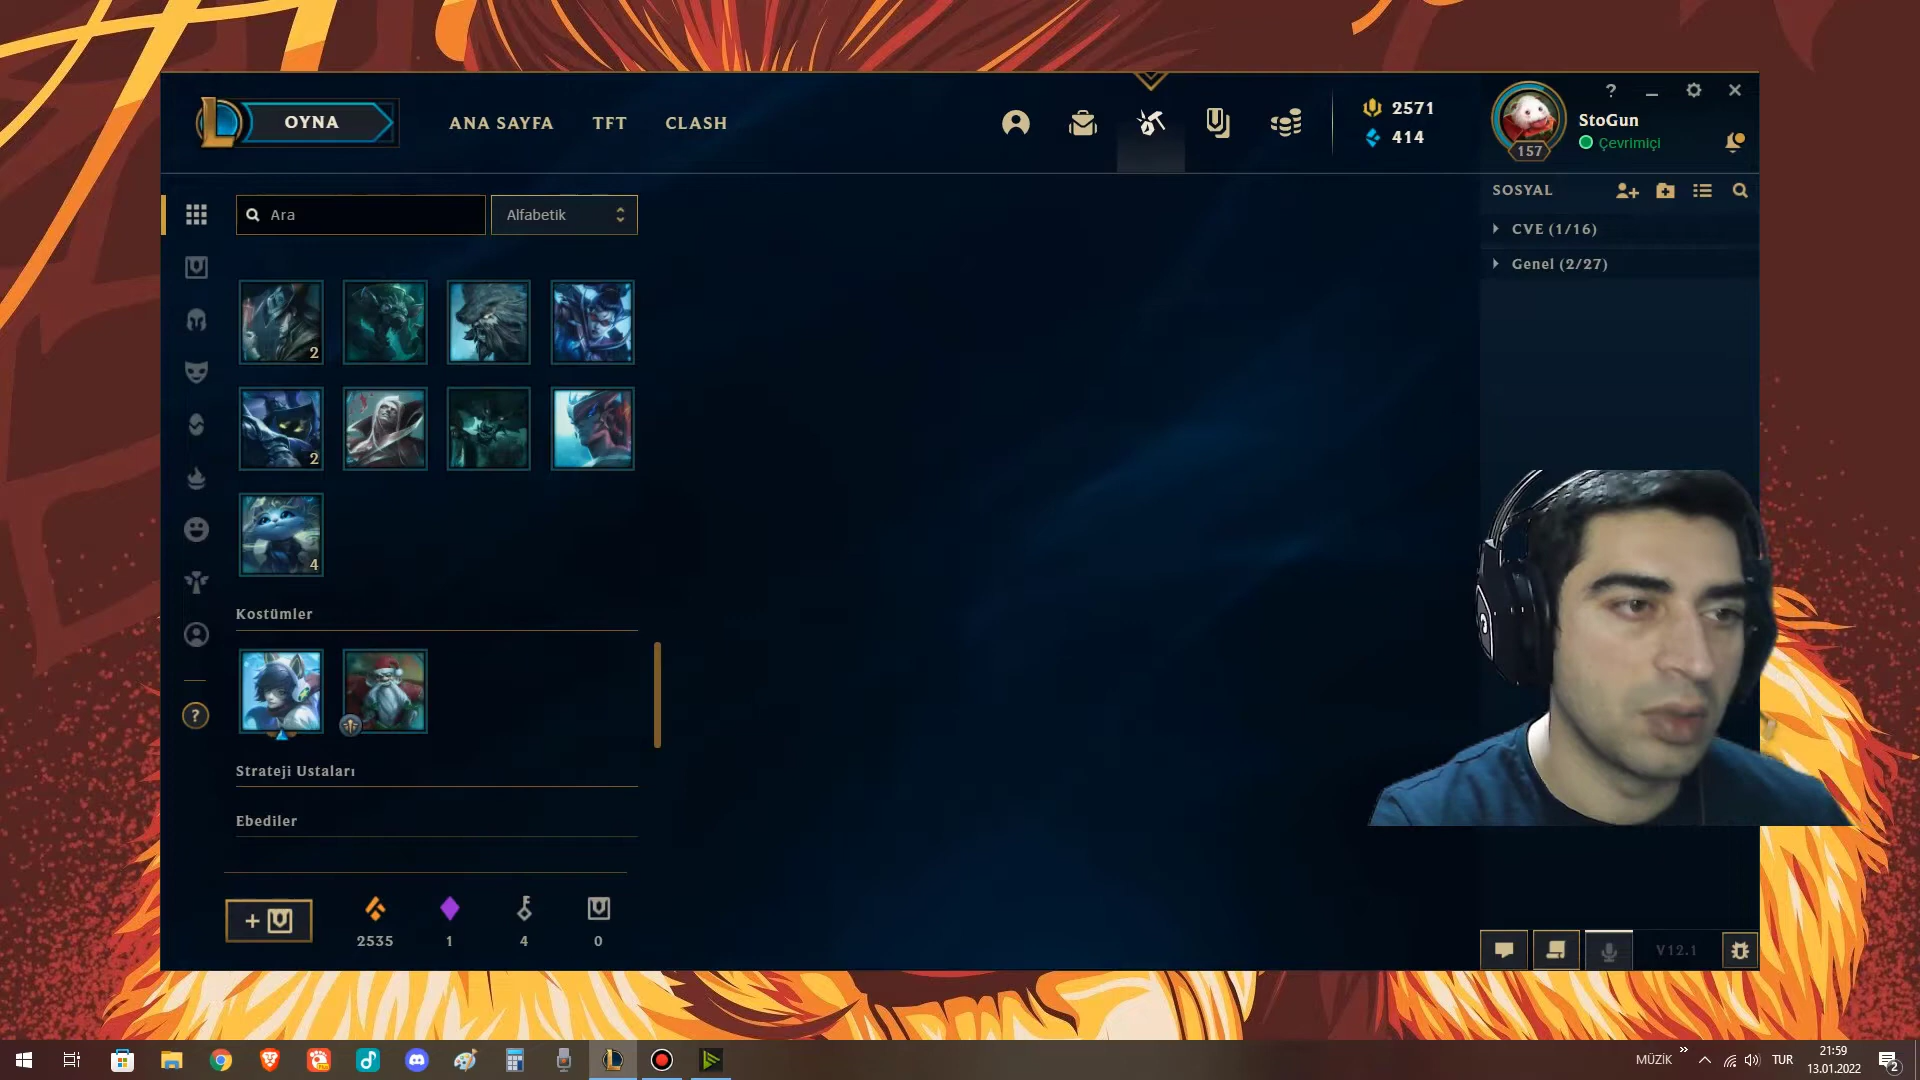 OYNA
ANA SAYFA
TFT
CLASH
2571
414
157
?
StoGun
Çevrimiçi
Ara
Alfabetik
SOSYAL
CVE (1/16)
Genel (2/27)
2
2
4
Kostümler
?
Strateji Ustaları
Ebediler
+
2535
1
4
0
V12.1
MÜZİK
»
TUR
21:59
13.01.2022
2